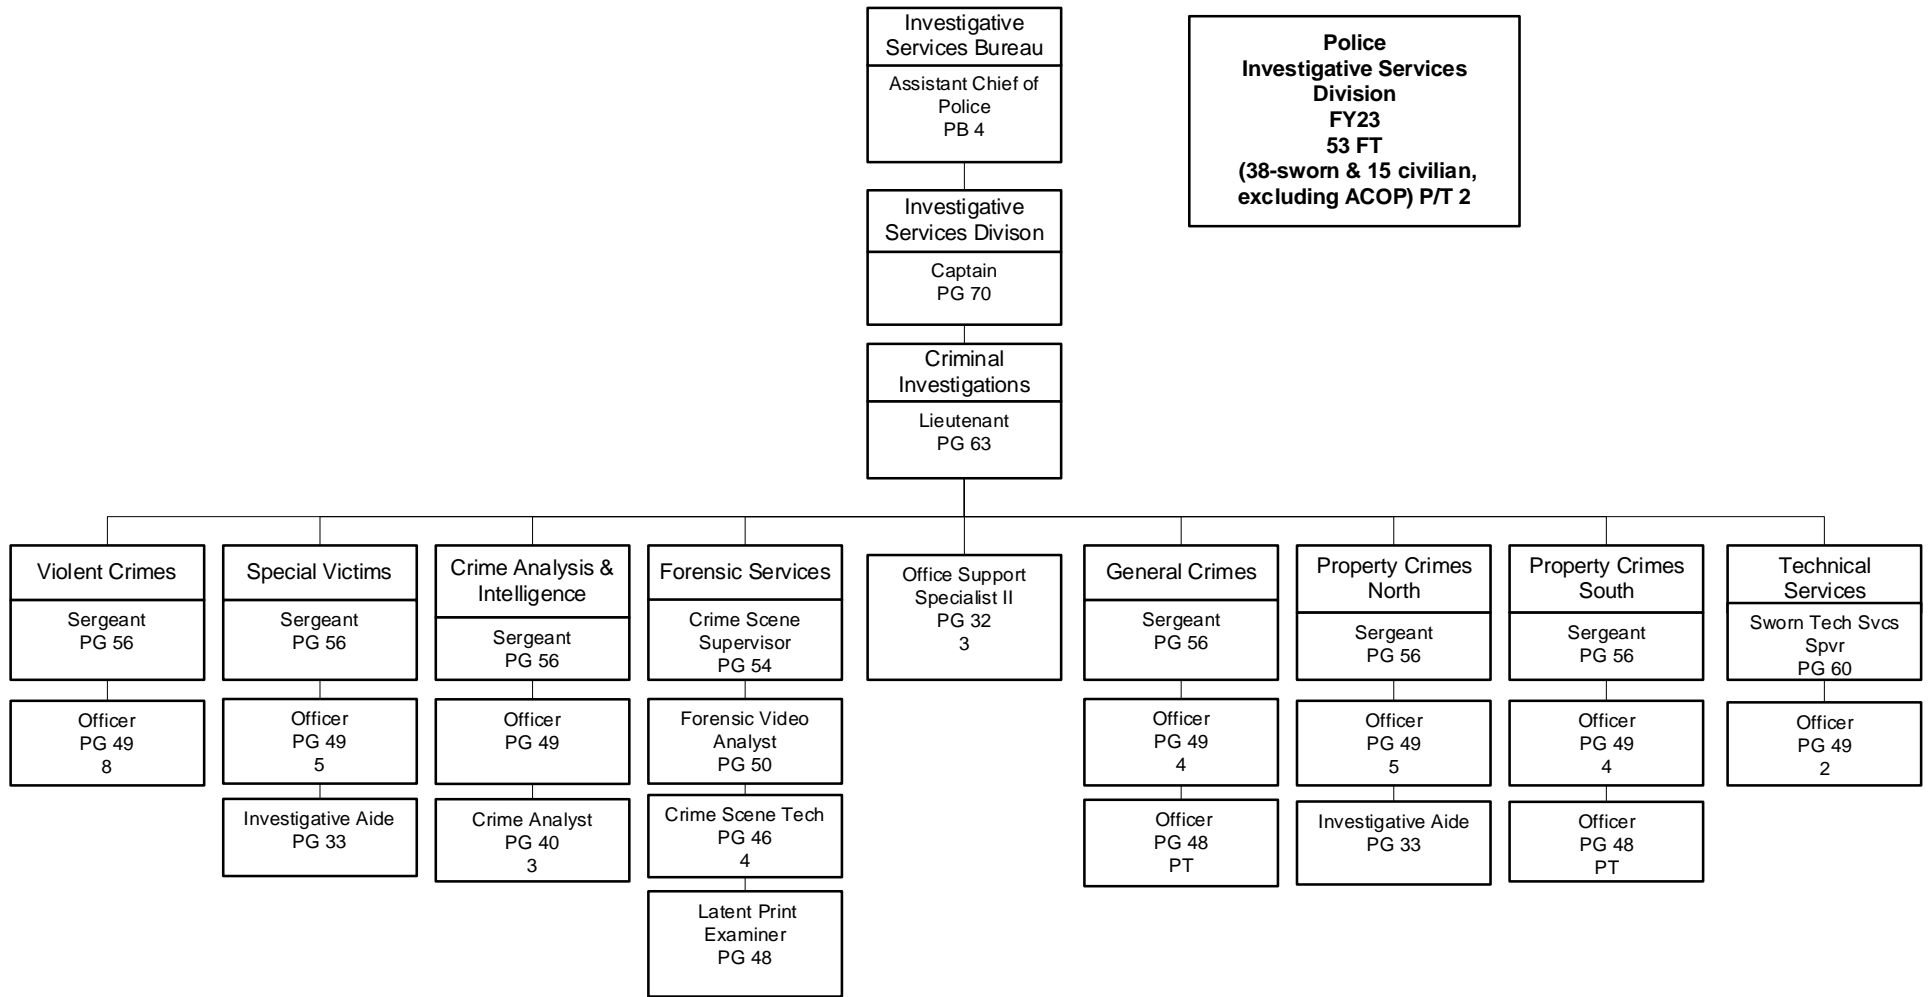 Investigative
Services Bureau
Assistant Chief of
Police
PB 4
Police
Investigative Services
Division
FY23
53 FT
(38-sworn & 15 civilian,
excluding ACOP) P/T 2
Investigative
Services Divison
Captain
PG 70
Criminal
Investigations
Lieutenant
PG 63
Violent Crimes
Sergeant
PG 56
Officer
PG 49
8
Special Victims
Sergeant
PG 56
Officer
PG 49
5
Investigative Aide
PG 33
Crime Analysis &
Intelligence
Sergeant
PG 56
Officer
PG 49
Crime Analyst
PG 40
3
Forensic Services
Crime Scene
Supervisor
PG 54
Forensic Video
Analyst
PG 50
Crime Scene Tech
PG 46
4
Latent Print
Examiner
PG 48
Office Support
Specialist II
PG 32
3
General Crimes
Sergeant
PG 56
Officer
PG 49
4
Officer
PG 48
PT
Property Crimes
North
Sergeant
PG 56
Officer
PG 49
5
Investigative Aide
PG 33
Property Crimes
South
Sergeant
PG 56
Officer
PG 49
4
Officer
PG 48
PT
Technical
Services
Sworn Tech Svcs
Spvr
PG 60
Officer
PG 49
2